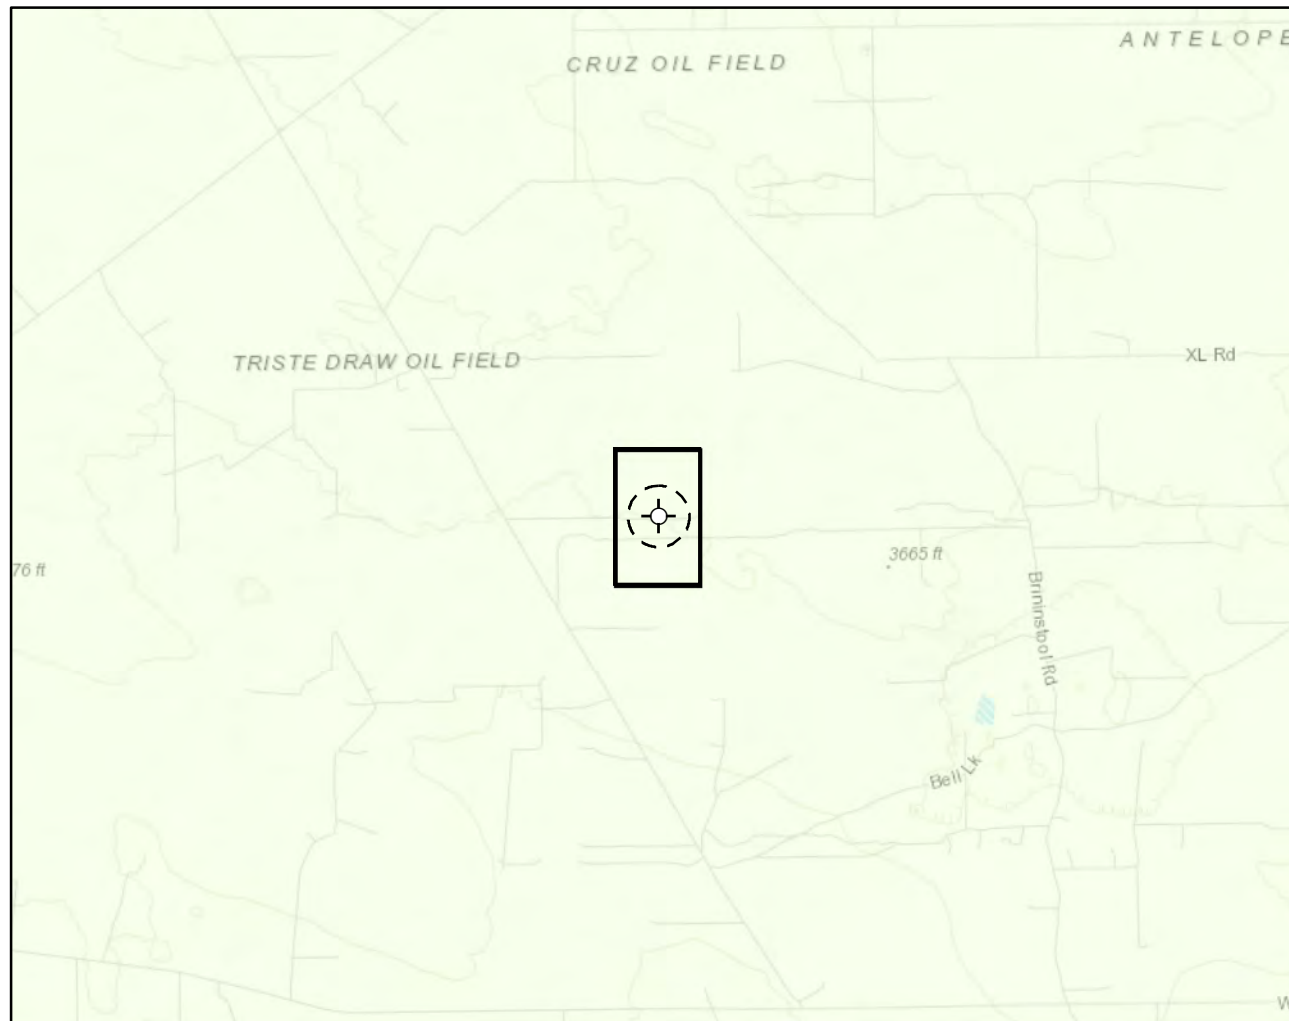 ANTELOPE
CRUZ OIL FIELD
TRISTE DRAW OIL FIELD
XL Rd
3665 ft
76 ft
Brininstool Rd
Bell Lk
W